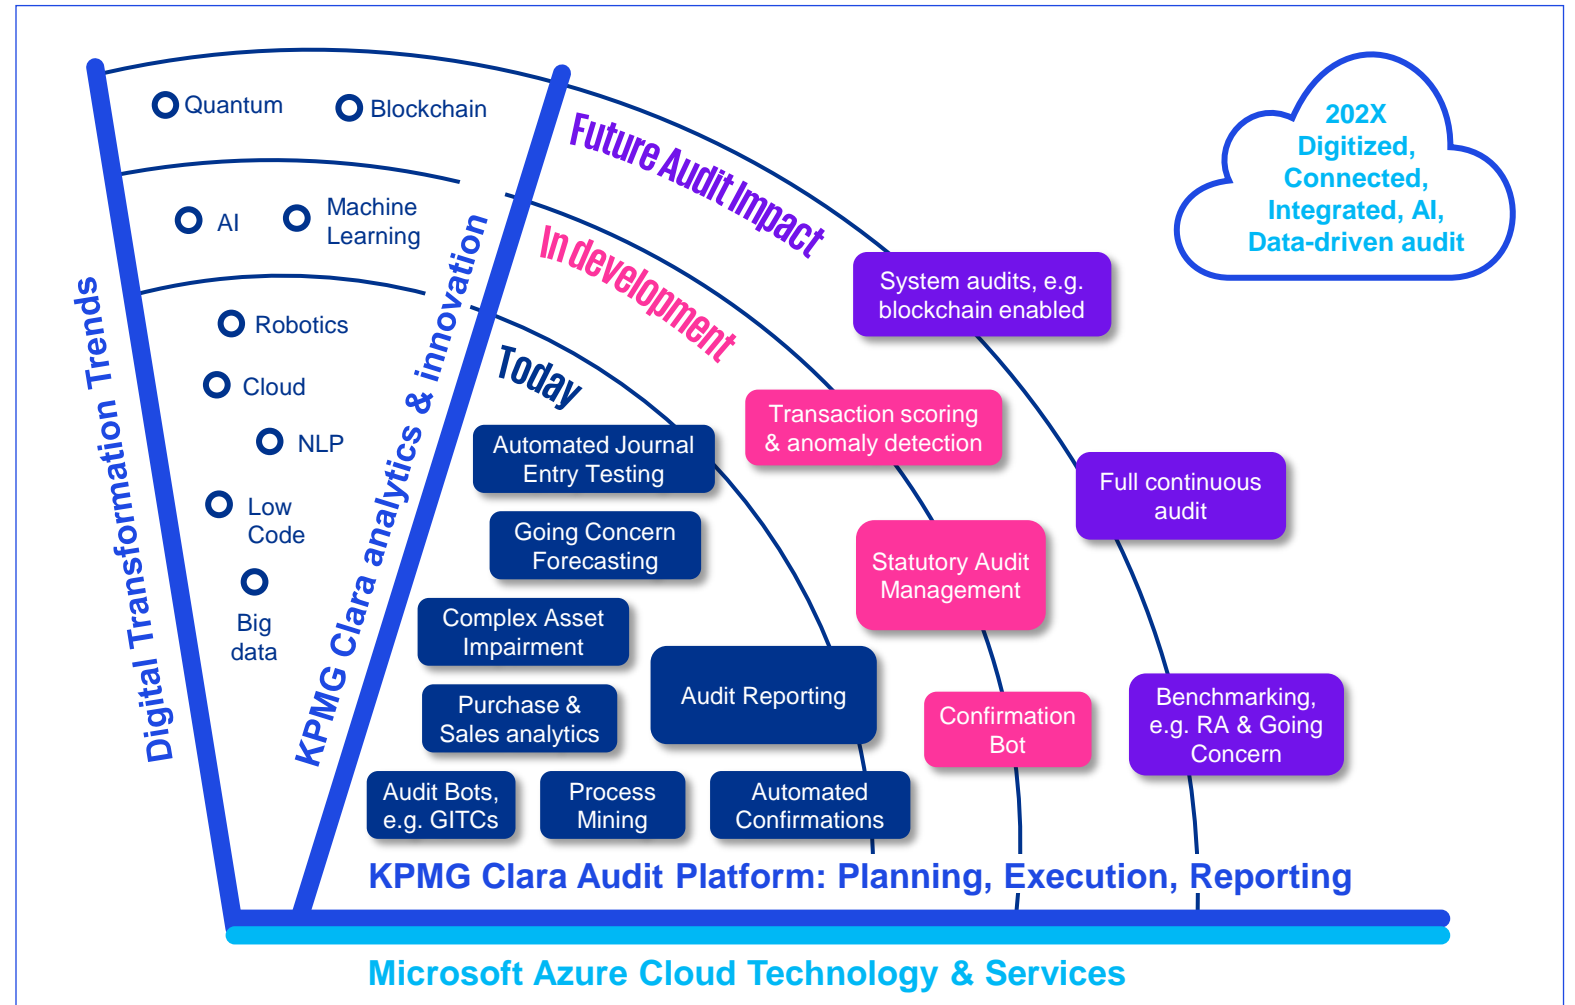 Quantum
Blockchain
AI
Machine
Learning
Robotics
Cloud
NLP
Low
Code
Big
data
Digital Transformation Trends
KPMG Clara analytics & innovation
Future Audit Impact
In development
Today
202X
Digitized,
Connected,
Integrated, AI,
Data-driven audit
System audits, e.g.
blockchain enabled
Transaction scoring
& anomaly detection
Automated Journal
Entry Testing
Full continuous
audit
Going Concern
Forecasting
Statutory Audit
Management
Complex Asset
Impairment
Audit Reporting
Purchase &
Sales analytics
Confirmation
Bot
Benchmarking,
e.g. RA & Going
Concern
Audit Bots,
e.g. GITCs
Process
Mining
Automated
Confirmations
KPMG Clara Audit Platform: Planning, Execution, Reporting
Microsoft Azure Cloud Technology & Services